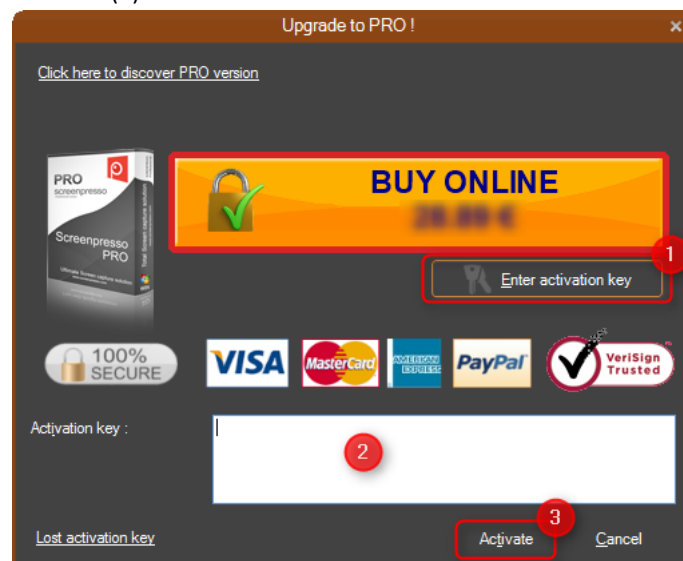 Upgrade to PRO !
Click here to discover PRO version
PRO
screenpresso
Screenpresso
PRO
BUY ONLINE
1
Enter activation key
100%
SECURE
VISA
MasterCard
AMERICAN
EXPRESS
PayPal
VeriSign
Trusted
Activation key :
2
3
Lost activation key
Activate
Cancel